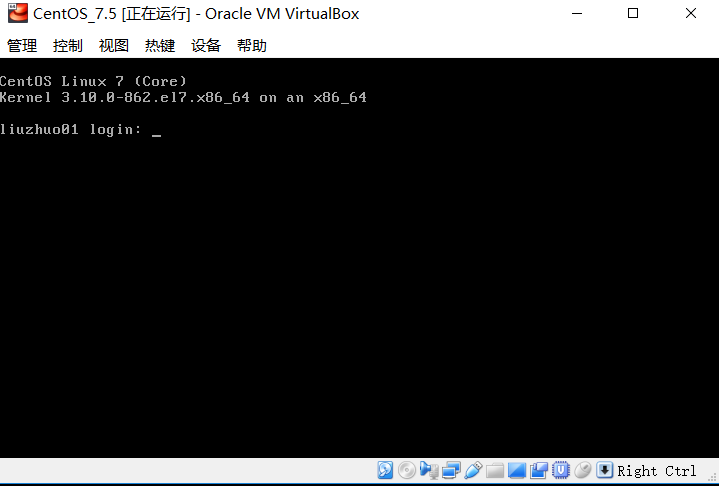 CentOS_7.5 [正在运行] - Oracle VM VirtualBox
管理 控制 视图 热键 设备 帮助
CentOS Linux 7 (Core)
Kernel 3.10.0-862.el7.x86_64 on an x86_64
liuzhuo01 login: _
Right Ctrl